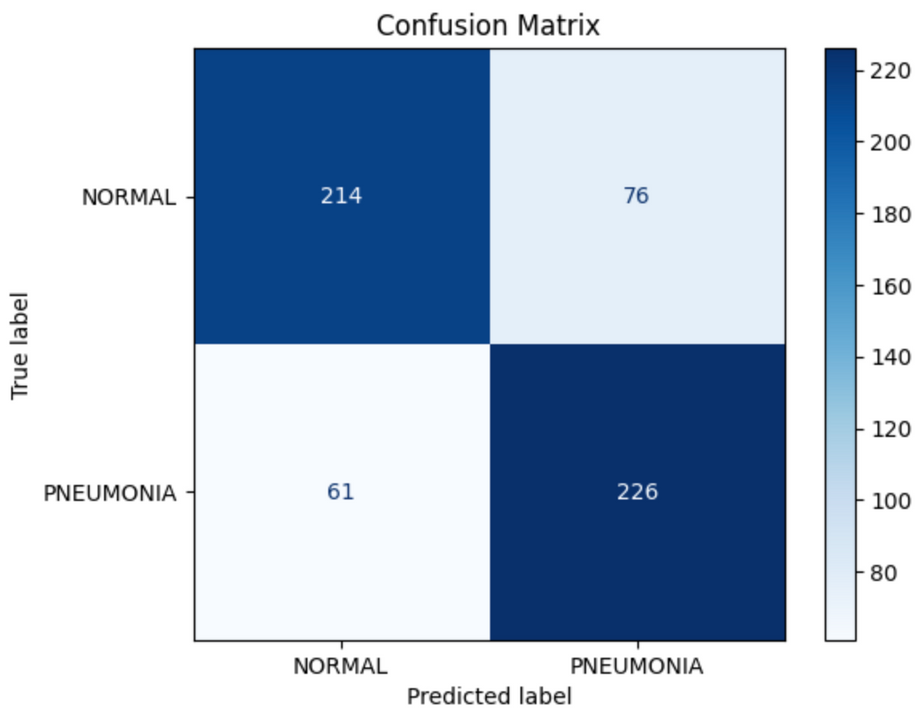 Confusion Matrix
NORMAL
214
76
PNEUMONIA
61
226
True label
NORMAL
PNEUMONIA
Predicted label
220
200
180
160
140
120
100
80